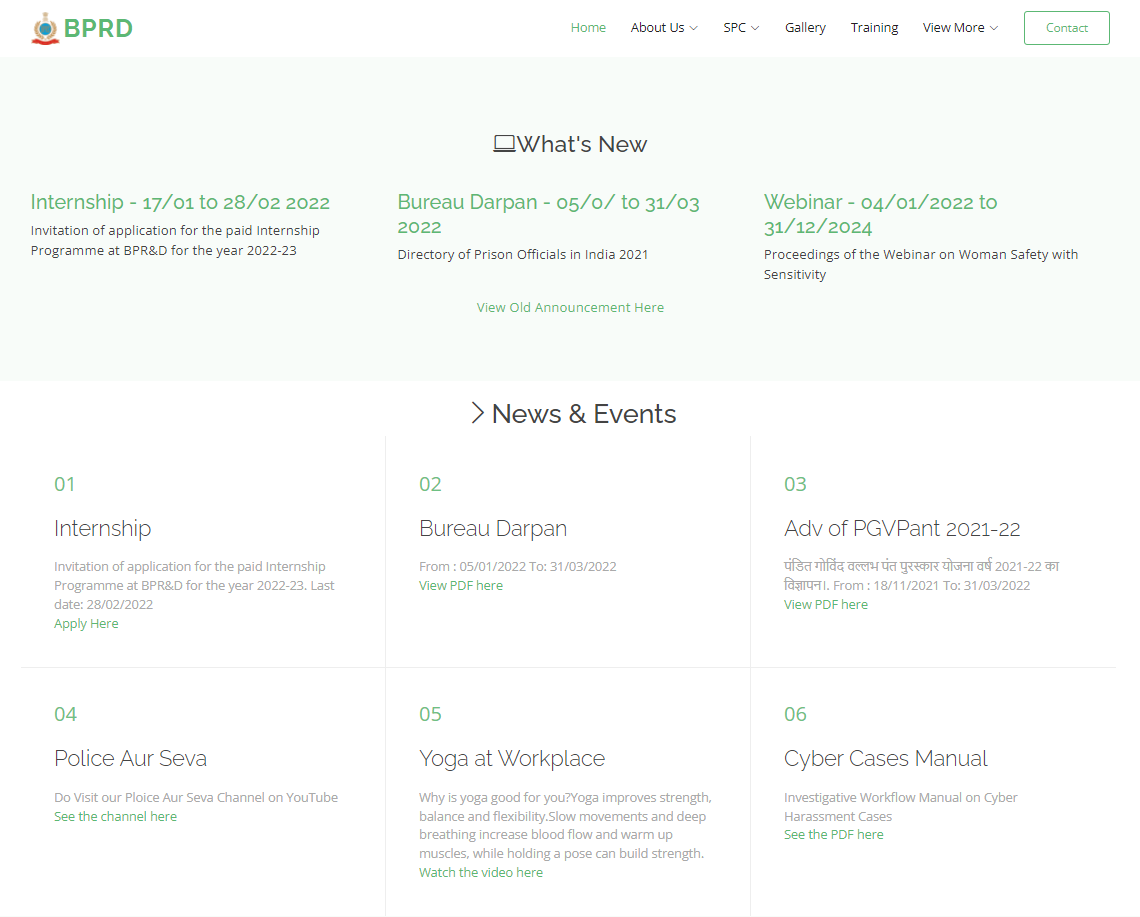 BPRD
Home About Us SPC Gallery Training View More Contact
What's New
Internship - 17/01 to 28/02 2022
Invitation of application for the paid Internship
Programme at BPR&D for the year 2022-23
Bureau Darpan - 05/0/ to 31/03
2022
Directory of Prison Officials in India 2021
Webinar - 04/01/2022 to
31/12/2024
Proceedings of the Webinar on Woman Safety with
Sensitivity
View Old Announcement Here
News & Events
01
Internship
Invitation of application for the paid Internship
Programme at BPR&D for the year 2022-23. Last
date: 28/02/2022
Apply Here
02
Bureau Darpan
From : 05/01/2022 To: 31/03/2022
View PDF here
03
Adv of PGVPant 2021-22
पंडित गोविंद वल्लभ पंत पुरस्कार योजना वर्ष 2021-22 का
विज्ञापन।. From : 18/11/2021 To: 31/03/2022
View PDF here
04
Police Aur Seva
Do Visit our Ploice Aur Seva Channel on YouTube
See the channel here
05
Yoga at Workplace
Why is yoga good for you?Yoga improves strength,
balance and flexibility.Slow movements and deep
breathing increase blood flow and warm up
muscles, while holding a pose can build strength.
Watch the video here
06
Cyber Cases Manual
Investigative Workflow Manual on Cyber
Harassment Cases
See the PDF here